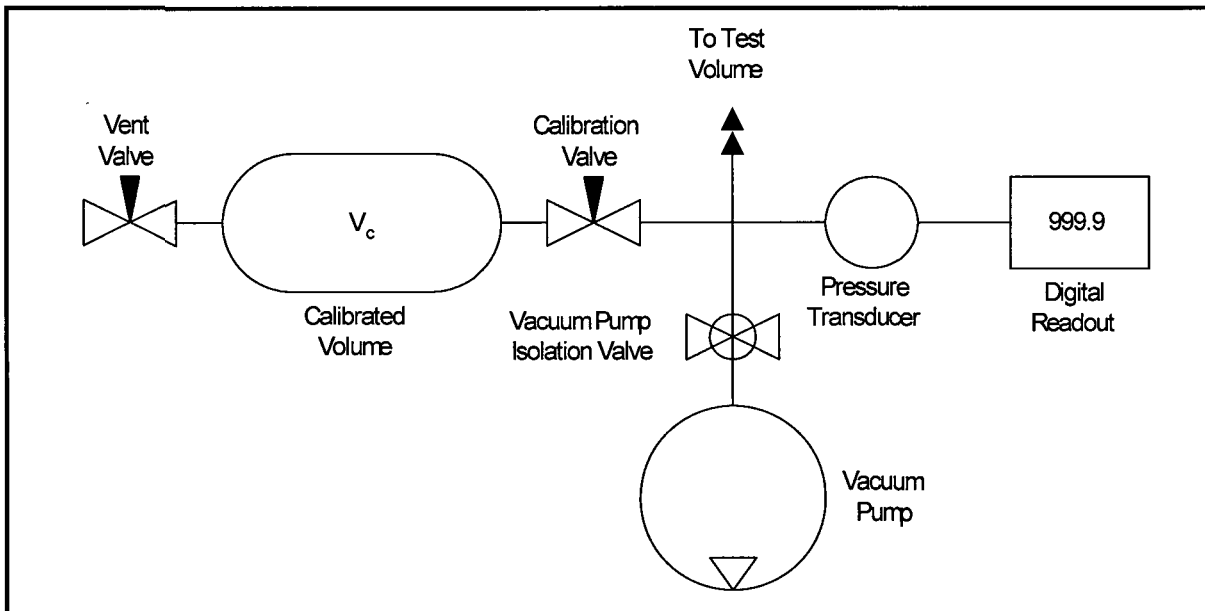 To Test
Volume
Vent
Valve
Calibration
Valve
Vc
999.9
Calibrated
Volume
Vacuum Pump
Isolation Valve
Pressure
Transducer
Digital
Readout
Vacuum
Pump